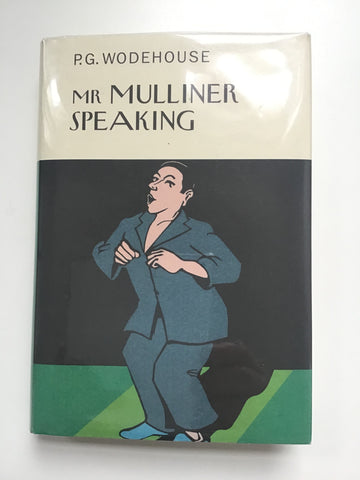 P.G. WODEHOUSE
MR MULLINER
SPEAKING